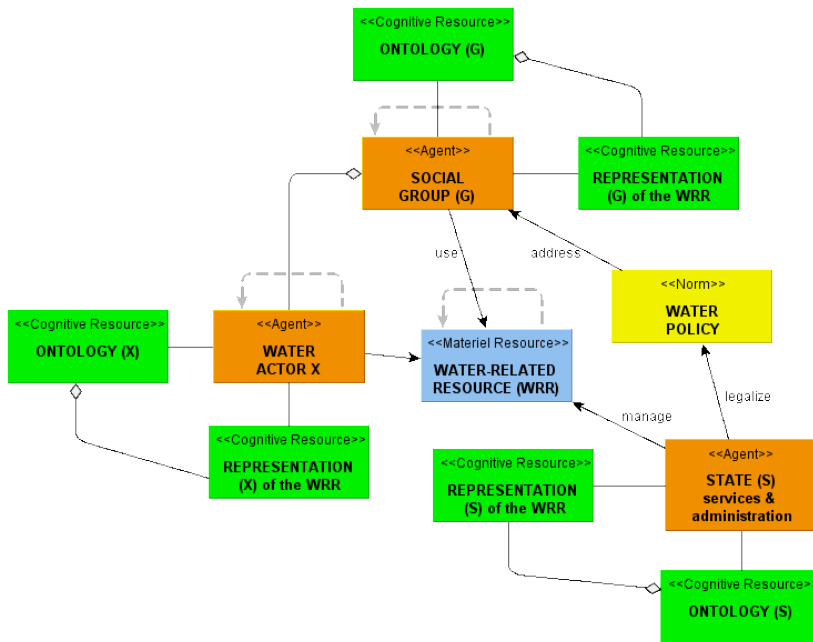 <<Cognitive Resource>>
ONTOLOGY (G)
<<Agent>>
SOCIAL
GROUP (G)
<<Cognitive Resource>>
REPRESENTATION
(G) of the WRR
use
address
<<Norm>>
WATER
POLICY
<<Cognitive Resource>>
ONTOLOGY (X)
<<Agent>>
WATER
ACTOR X
<<Materiel Resource>>
WATER-RELATED
RESOURCE (WRR)
legalize
manage
<<Cognitive Resource>>
REPRESENTATION
(X) of the WRR
<<Cognitive Resource>>
REPRESENTATION
(S) of the WRR
<<Agent>>
STATE (S)
services &
administration
<<Cognitive Resource>>
ONTOLOGY (S)